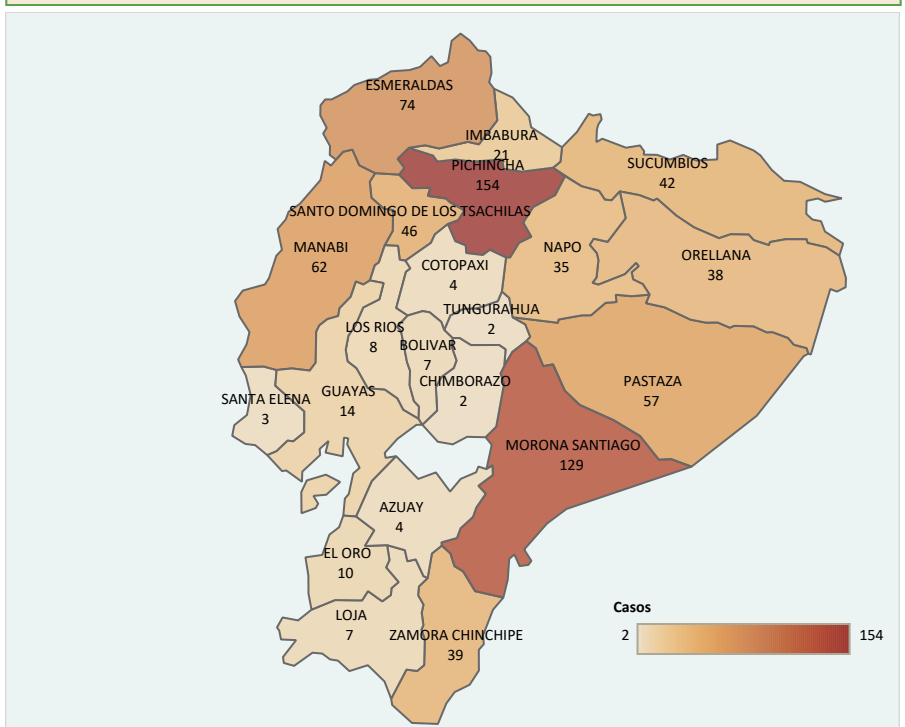 ESMERALDAS
74
IMBABURA
21
PICHINCHA
154
SUCUMBIOS
42
SANTO DOMINGO DE LOS TSACHILAS
46
MANABI
62
NAPO
35
ORELLANA
38
COTOPAXI
4
TUNGURAHUA
2
LOS RIOS
8
BOLIVAR
7
CHIMBORAZO
2
PASTAZA
57
SANTA ELENA
3
GUAYAS
14
MORONA SANTIAGO
129
AZUAY
4
EL ORO
10
LOJA
7
ZAMORA CHINCHIPE
39
Casos
2 154